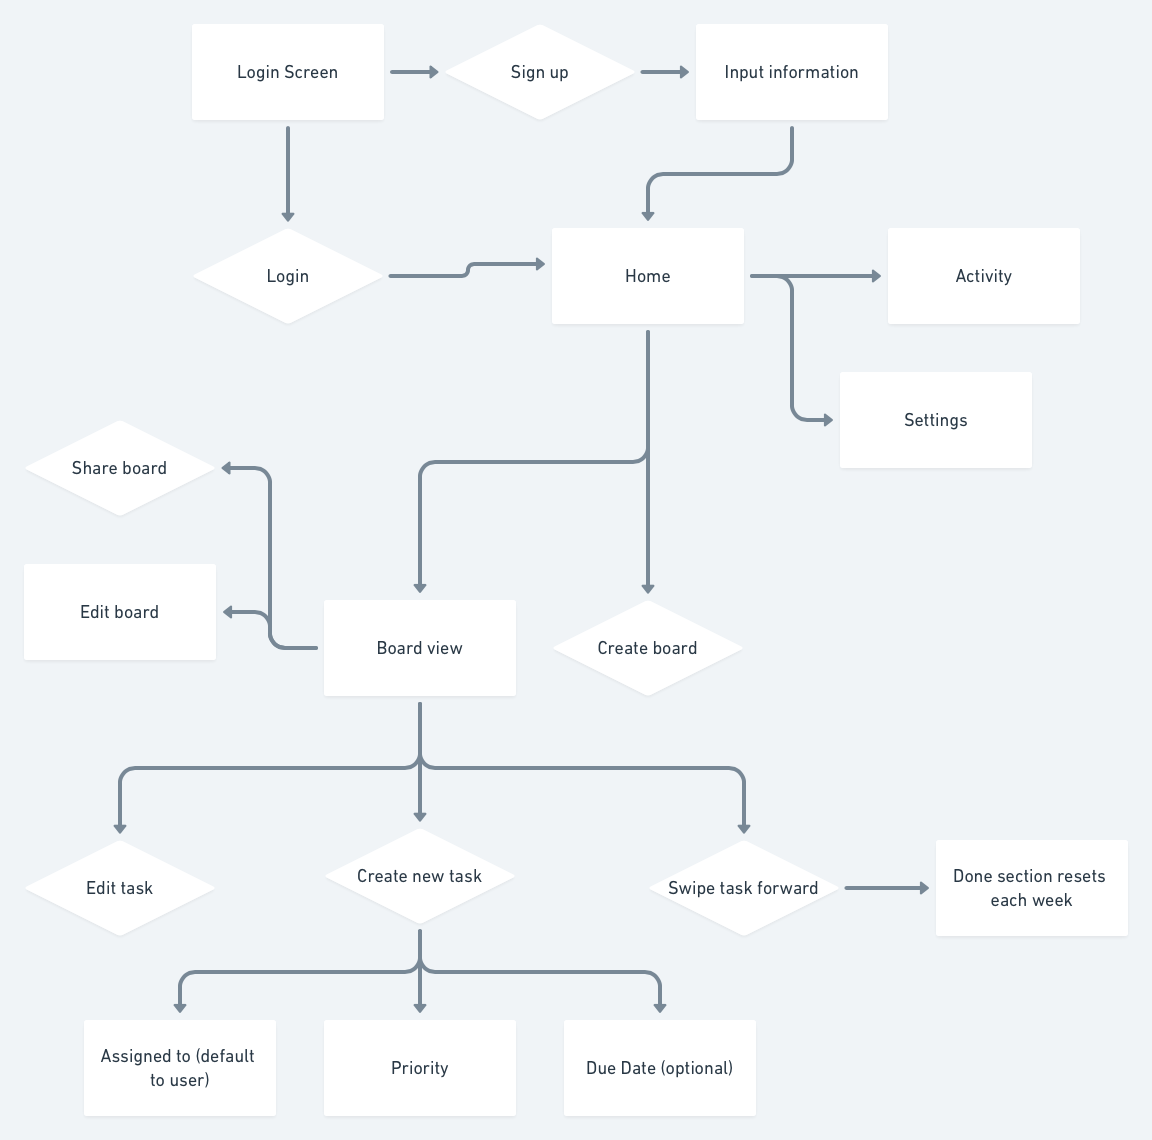 Login Screen
Sign up
Input information
Login
Home
Activity
Settings
Share board
Edit board
Board view
Create board
Edit task
Create new task
Swipe task forward
Done section resets
each week
Assigned to (default
to user)
Priority
Due Date (optional)